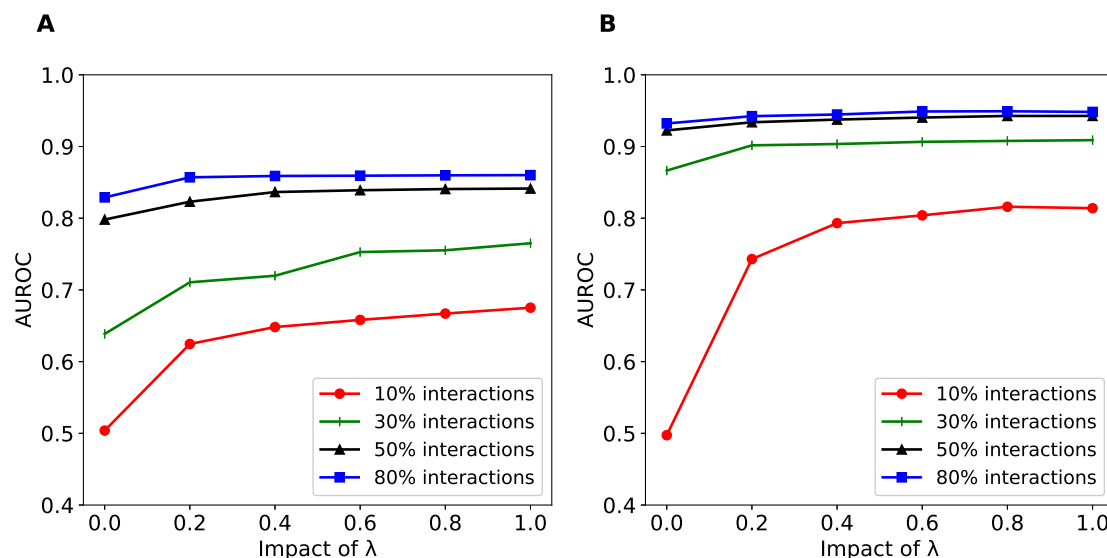 A
1.0
0.9
0.8
0.7
0.6
0.5
0.4
AUROC
0.0 0.2 0.4 0.6 0.8 1.0
Impact of λ
10% interactions
30% interactions
50% interactions
80% interactions
B
1.0
0.9
0.8
0.7
0.6
0.5
0.4
AUROC
0.0 0.2 0.4 0.6 0.8 1.0
Impact of λ
10% interactions
30% interactions
50% interactions
80% interactions